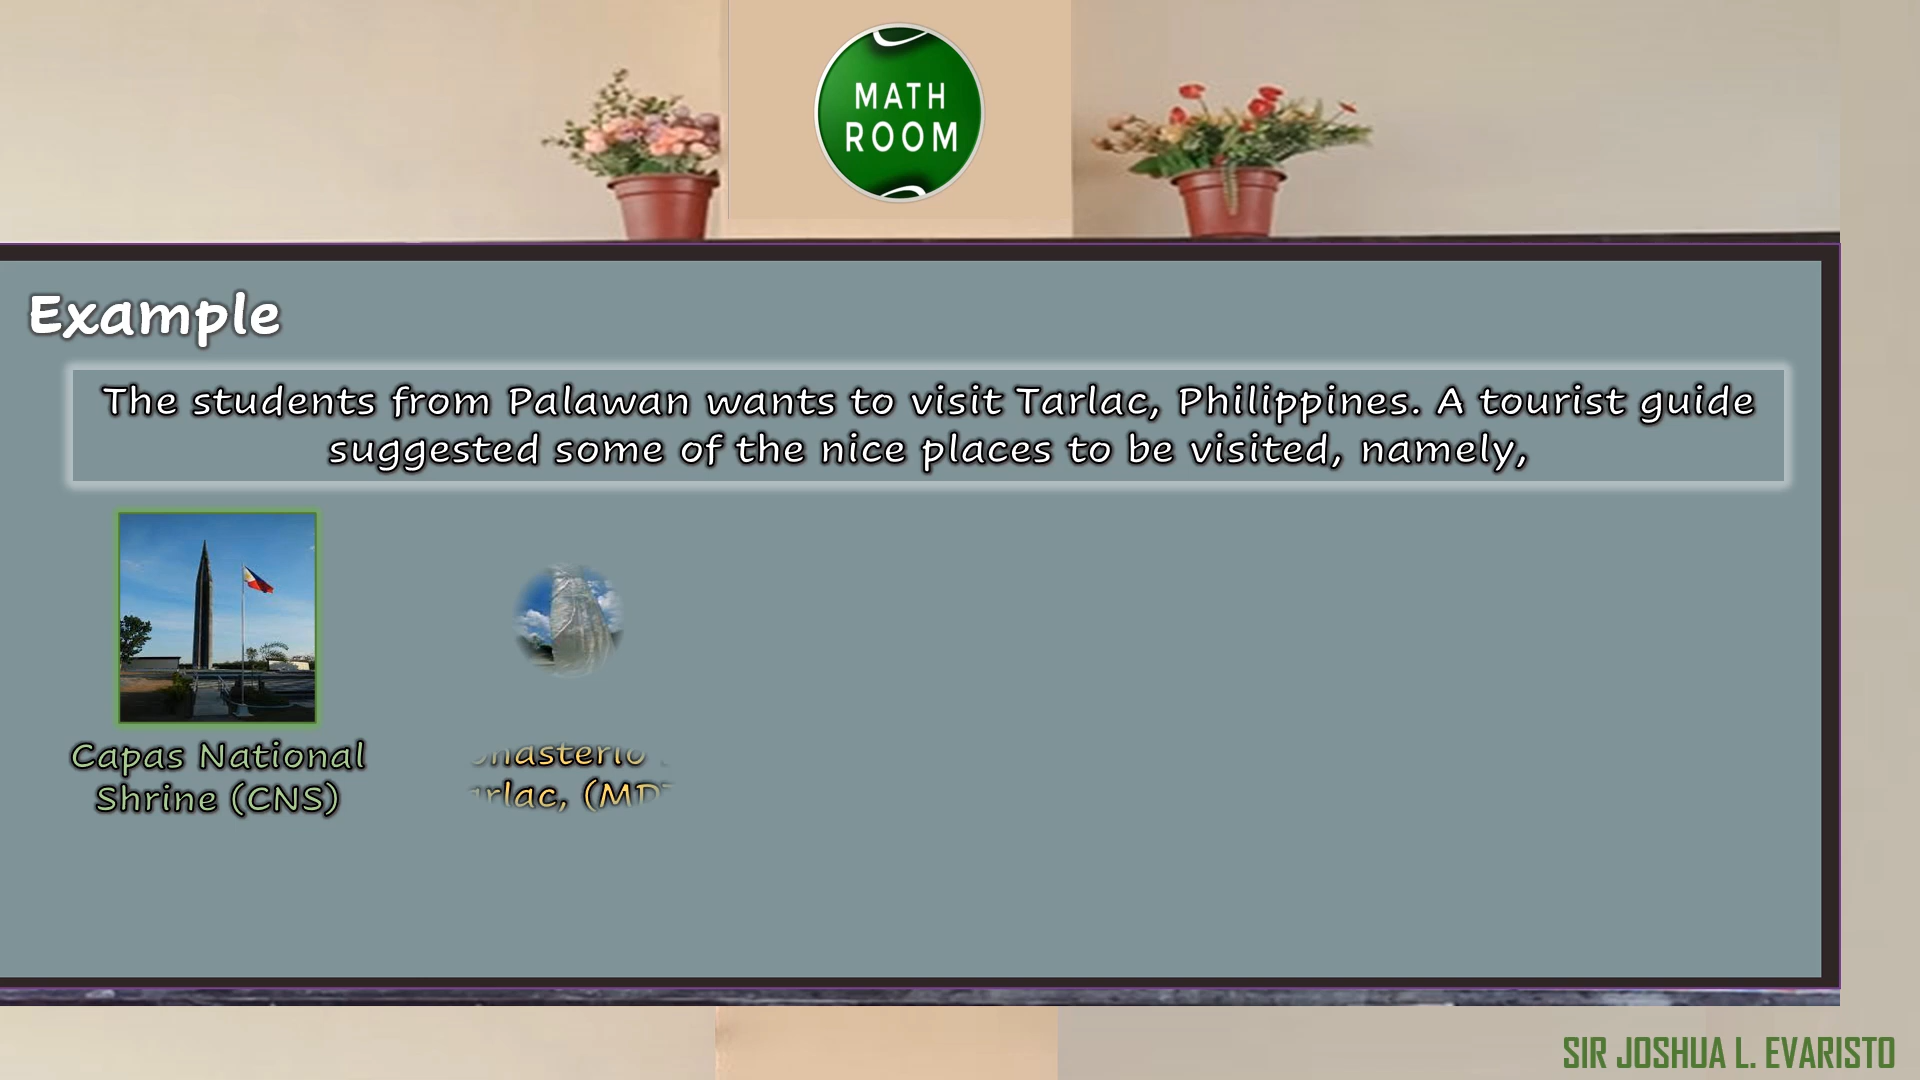 MATH
ROOM
Example
The students from Palawan wants to visit Tarlac, Philippines. A tourist guide
suggested some of the nice places to be visited, namely,
Capas National
Shrine (CNS)
SIR JOSHUA L. EVARISTO